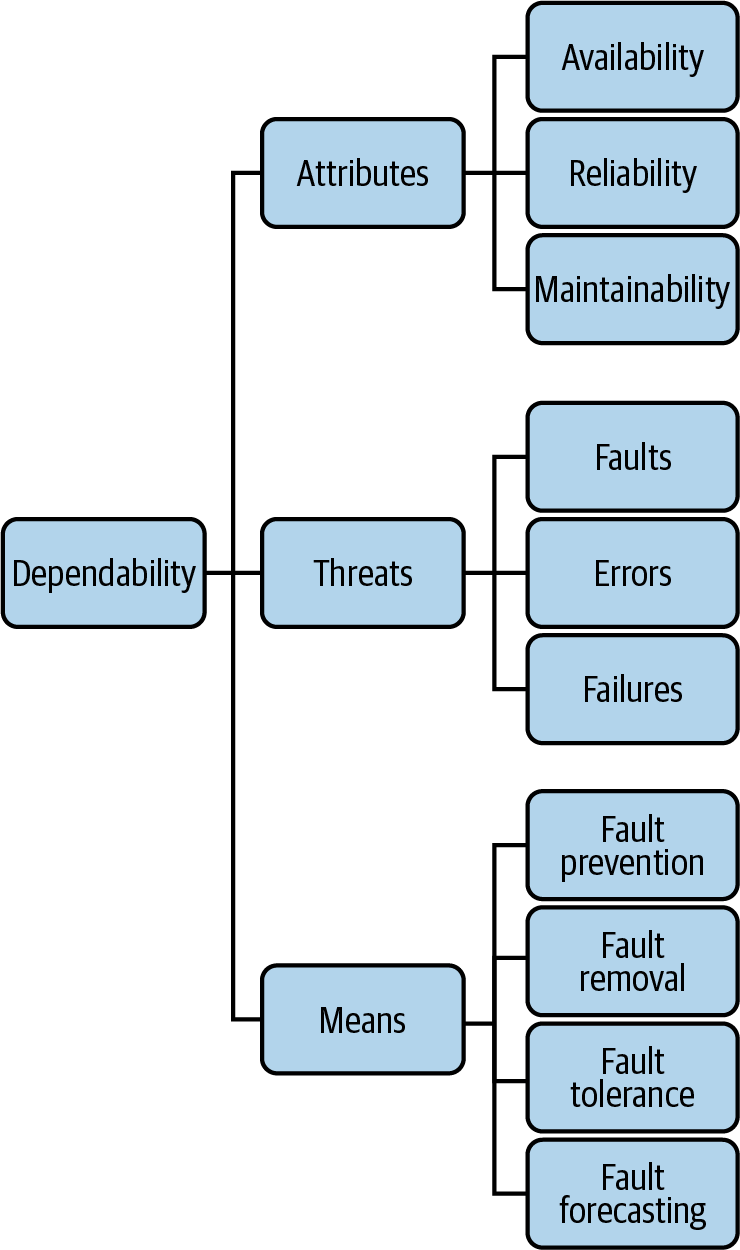 Dependability
Attributes
Availability
Reliability
Maintainability
Threats
Faults
Errors
Failures
Means
Fault
prevention
Fault
removal
Fault
tolerance
Fault
forecasting